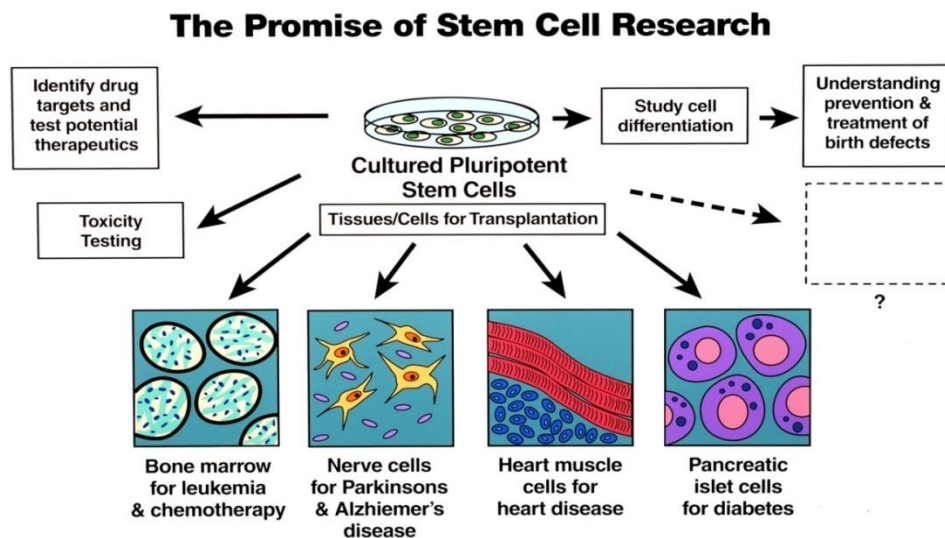 The Promise of Stem Cell Research
Identify drug
targets and
test potential
therapeutics
Cultured Pluripotent
Stem Cells
Study cell
differentiation
Understanding
prevention &
treatment of
birth defects
Toxicity
Testing
Tissues/Cells for Transplantation
?
Bone marrow
for leukemia
& chemotherapy
Nerve cells
for Parkinsons
& Alzhiemer's
disease
Heart muscle
cells for
heart disease
Pancreatic
islet cells
for diabetes